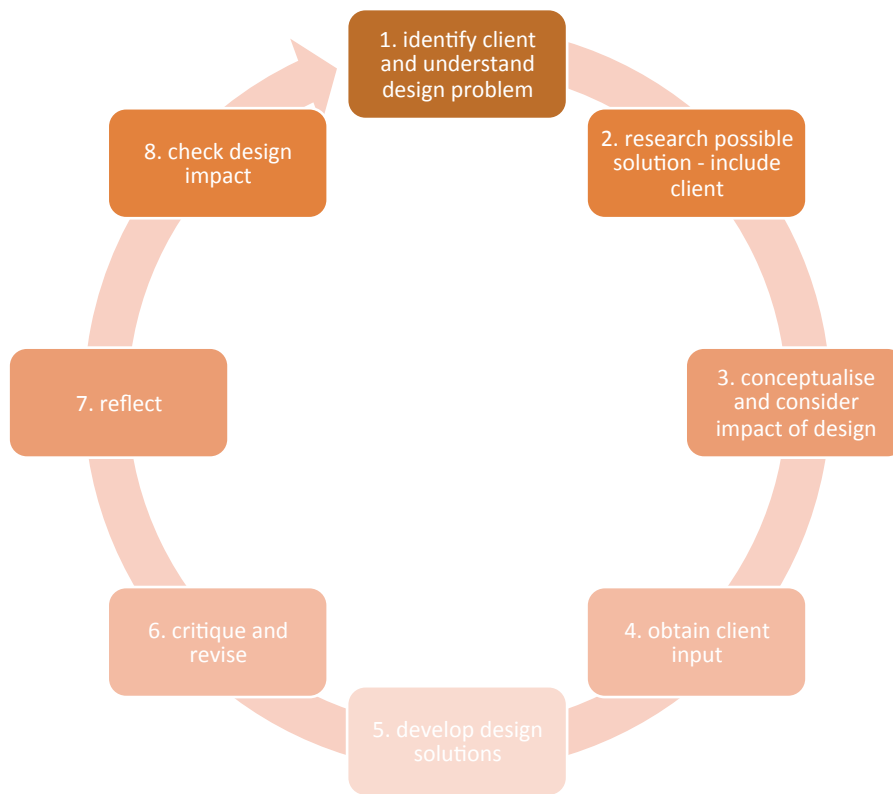 1. identify client
and understand
design problem
2. research possible
solution - include
client
3. conceptualise
and consider
impact of design
4. obtain client
input
5. develop design
solutions
6. critique and
revise
7. reflect
8. check design
impact